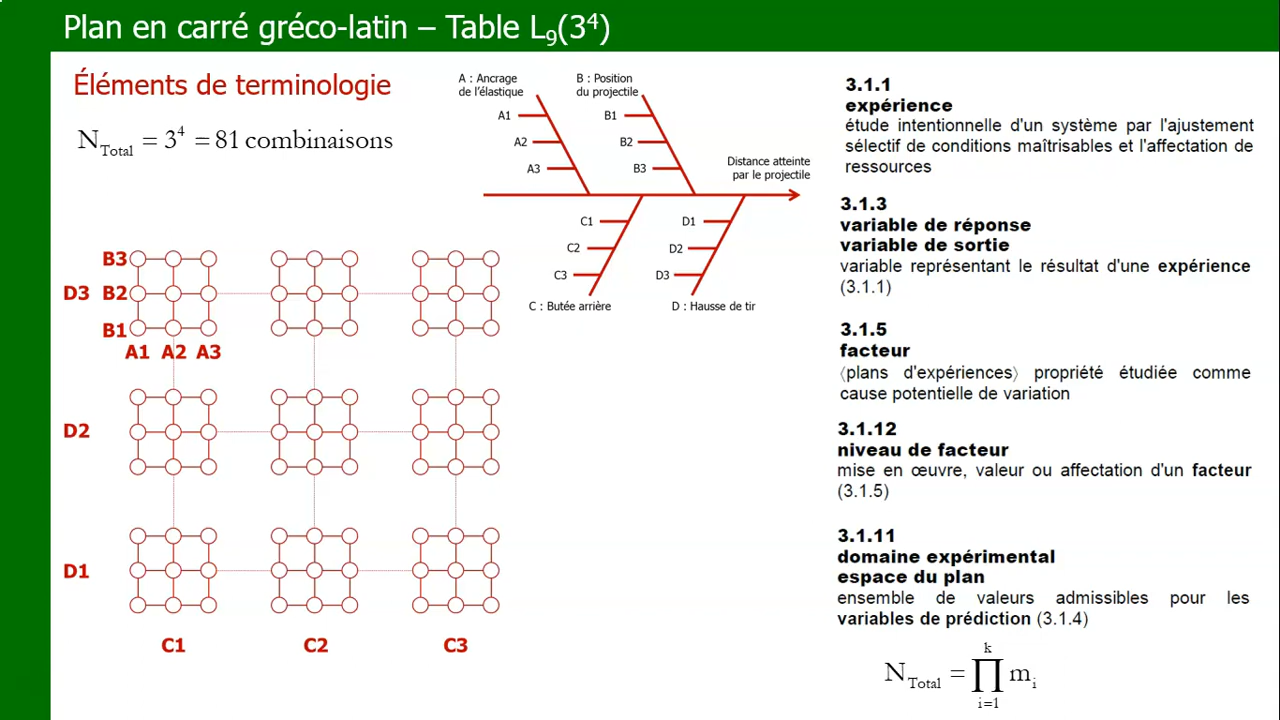 Plan en carré gréco-latin – Table L₉(3⁴)
Éléments de terminologie
N_Total = 3⁴ = 81 combinaisons
A : Ancrage
de l'élastique
A1
A2
A3
B : Position
du projectile
B1
B2
B3
Distance atteinte
par le projectile
C1
C2
C3
C : Butée arrière
D1
D2
D3
D : Hausse de tir
B3
D3 B2
B1
A1 A2 A3
D2
D1
C1 C2 C3
3.1.1
expérience
étude intentionnelle d'un système par l'ajustement
sélectif de conditions maîtrisables et l'affectation de
ressources
3.1.3
variable de réponse
variable de sortie
variable représentant le résultat d'une expérience
(3.1.1)
3.1.5
facteur
〈plans d'expériences〉 propriété étudiée comme
cause potentielle de variation
3.1.12
niveau de facteur
mise en œuvre, valeur ou affectation d'un facteur
(3.1.5)
3.1.11
domaine expérimental
espace du plan
ensemble de valeurs admissibles pour les
variables de prédiction (3.1.4)
k
N_Total = ∏ m_i
i=1